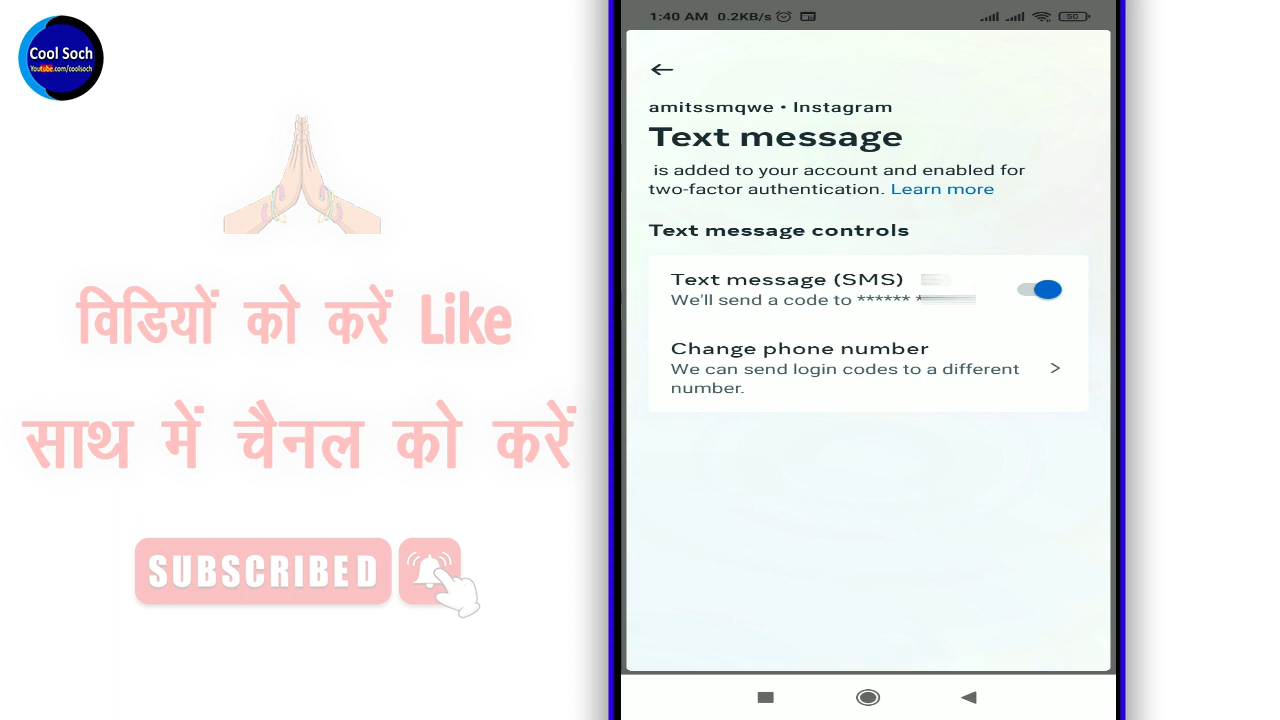 Cool Soch
Youtube.com/coolsoch
विडियों को करें Like
साथ में चैनल को करें
SUBSCRIBED
1:40 AM 0.2KB/s
50
amitssmqwe • Instagram
Text message
is added to your account and enabled for
two-factor authentication. Learn more
Text message controls
Text message (SMS)
We'll send a code to ****** *
Change phone number
We can send login codes to a different
number.